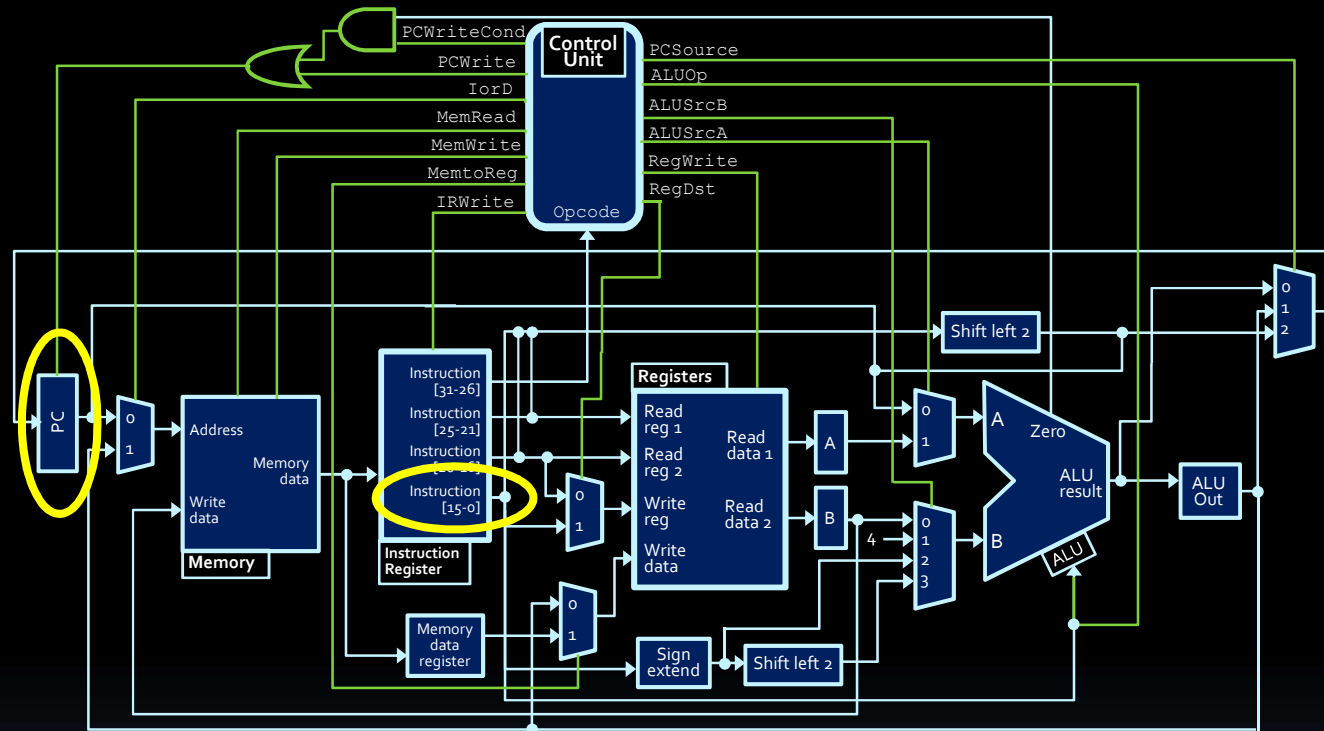 PCWriteCond
PCWrite
IorD
MemRead
MemWrite
MemtoReg
IRWrite
Control
Unit
Opcode
PCSource
ALUOp
ALUSrcB
ALUSrcA
RegWrite
RegDst
PC
0
1
Address
Memory
data
Write
data
Memory
Instruction
[31-26]
Instruction
[25-21]
Instruction
Instruction
[15-0]
Instruction
Register
0
1
Memory
data
register
0
1
Registers
Read
reg 1
Read
reg 2
Write
reg
Write
data
Read
data 1
Read
data 2
A
B
Sign
extend
Shift left 2
Shift left 2
0
1
4
0
1
2
3
A
B
Zero
ALU
result
ALU
ALU
Out
0
1
2